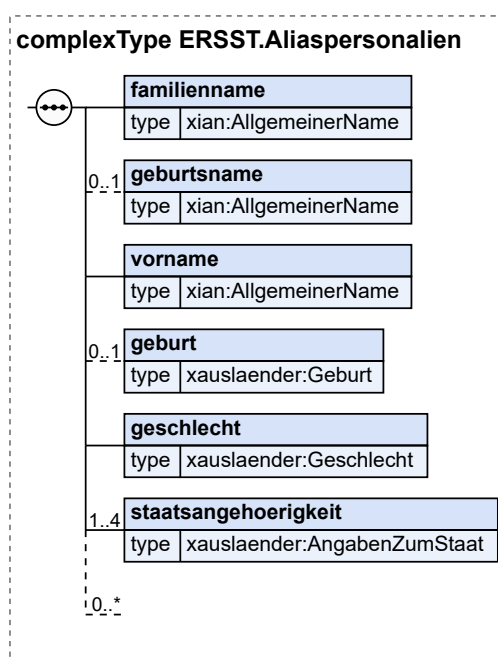 complexType ERSST.Aliaspersonalien
familienname
type xian:AllgemeinerName
0..1 geburtsname
type xian:AllgemeinerName
vorname
type xian:AllgemeinerName
0..1 geburt
type xauslaender:Geburt
geschlecht
type xauslaender:Geschlecht
1..4 staatsangehoerigkeit
type xauslaender:AngabenZumStaat
0..*